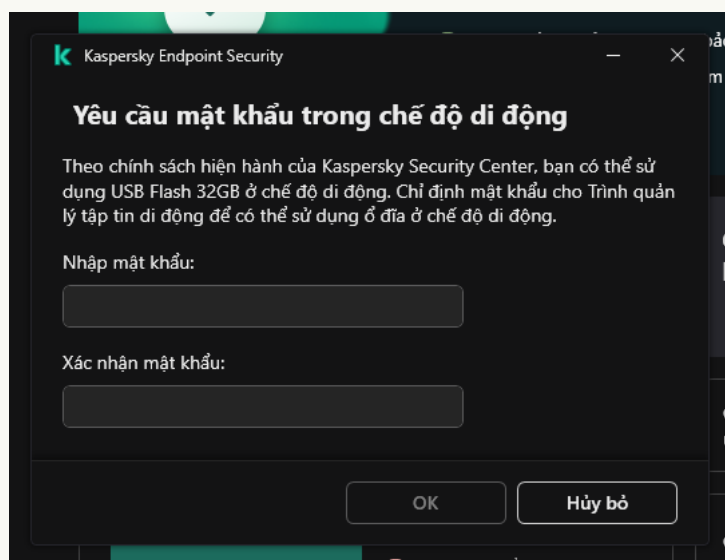 Kaspersky Endpoint Security
Yêu cầu mật khẩu trong chế độ di động
Theo chính sách hiện hành của Kaspersky Security Center, bạn có thể sử
dụng USB Flash 32GB ở chế độ di động. Chỉ định mật khẩu cho Trình quản
lý tập tin di động để có thể sử dụng ổ đĩa ở chế độ di động.
Nhập mật khẩu:
Xác nhận mật khẩu:
OK
Hủy bỏ